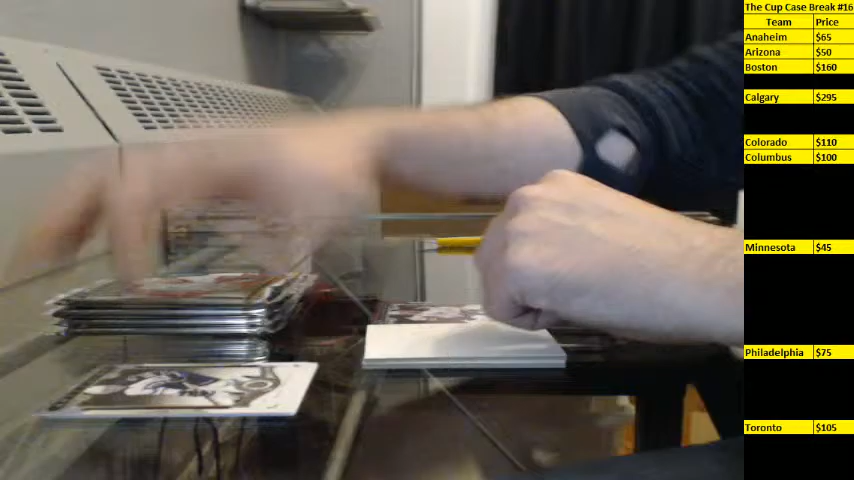 The Cup Case Break #16
Team Price
Anaheim $65
Arizona $50
Boston $160
Calgary $295
Colorado $110
Columbus $100
Minnesota $45
Philadelphia $75
Toronto $105